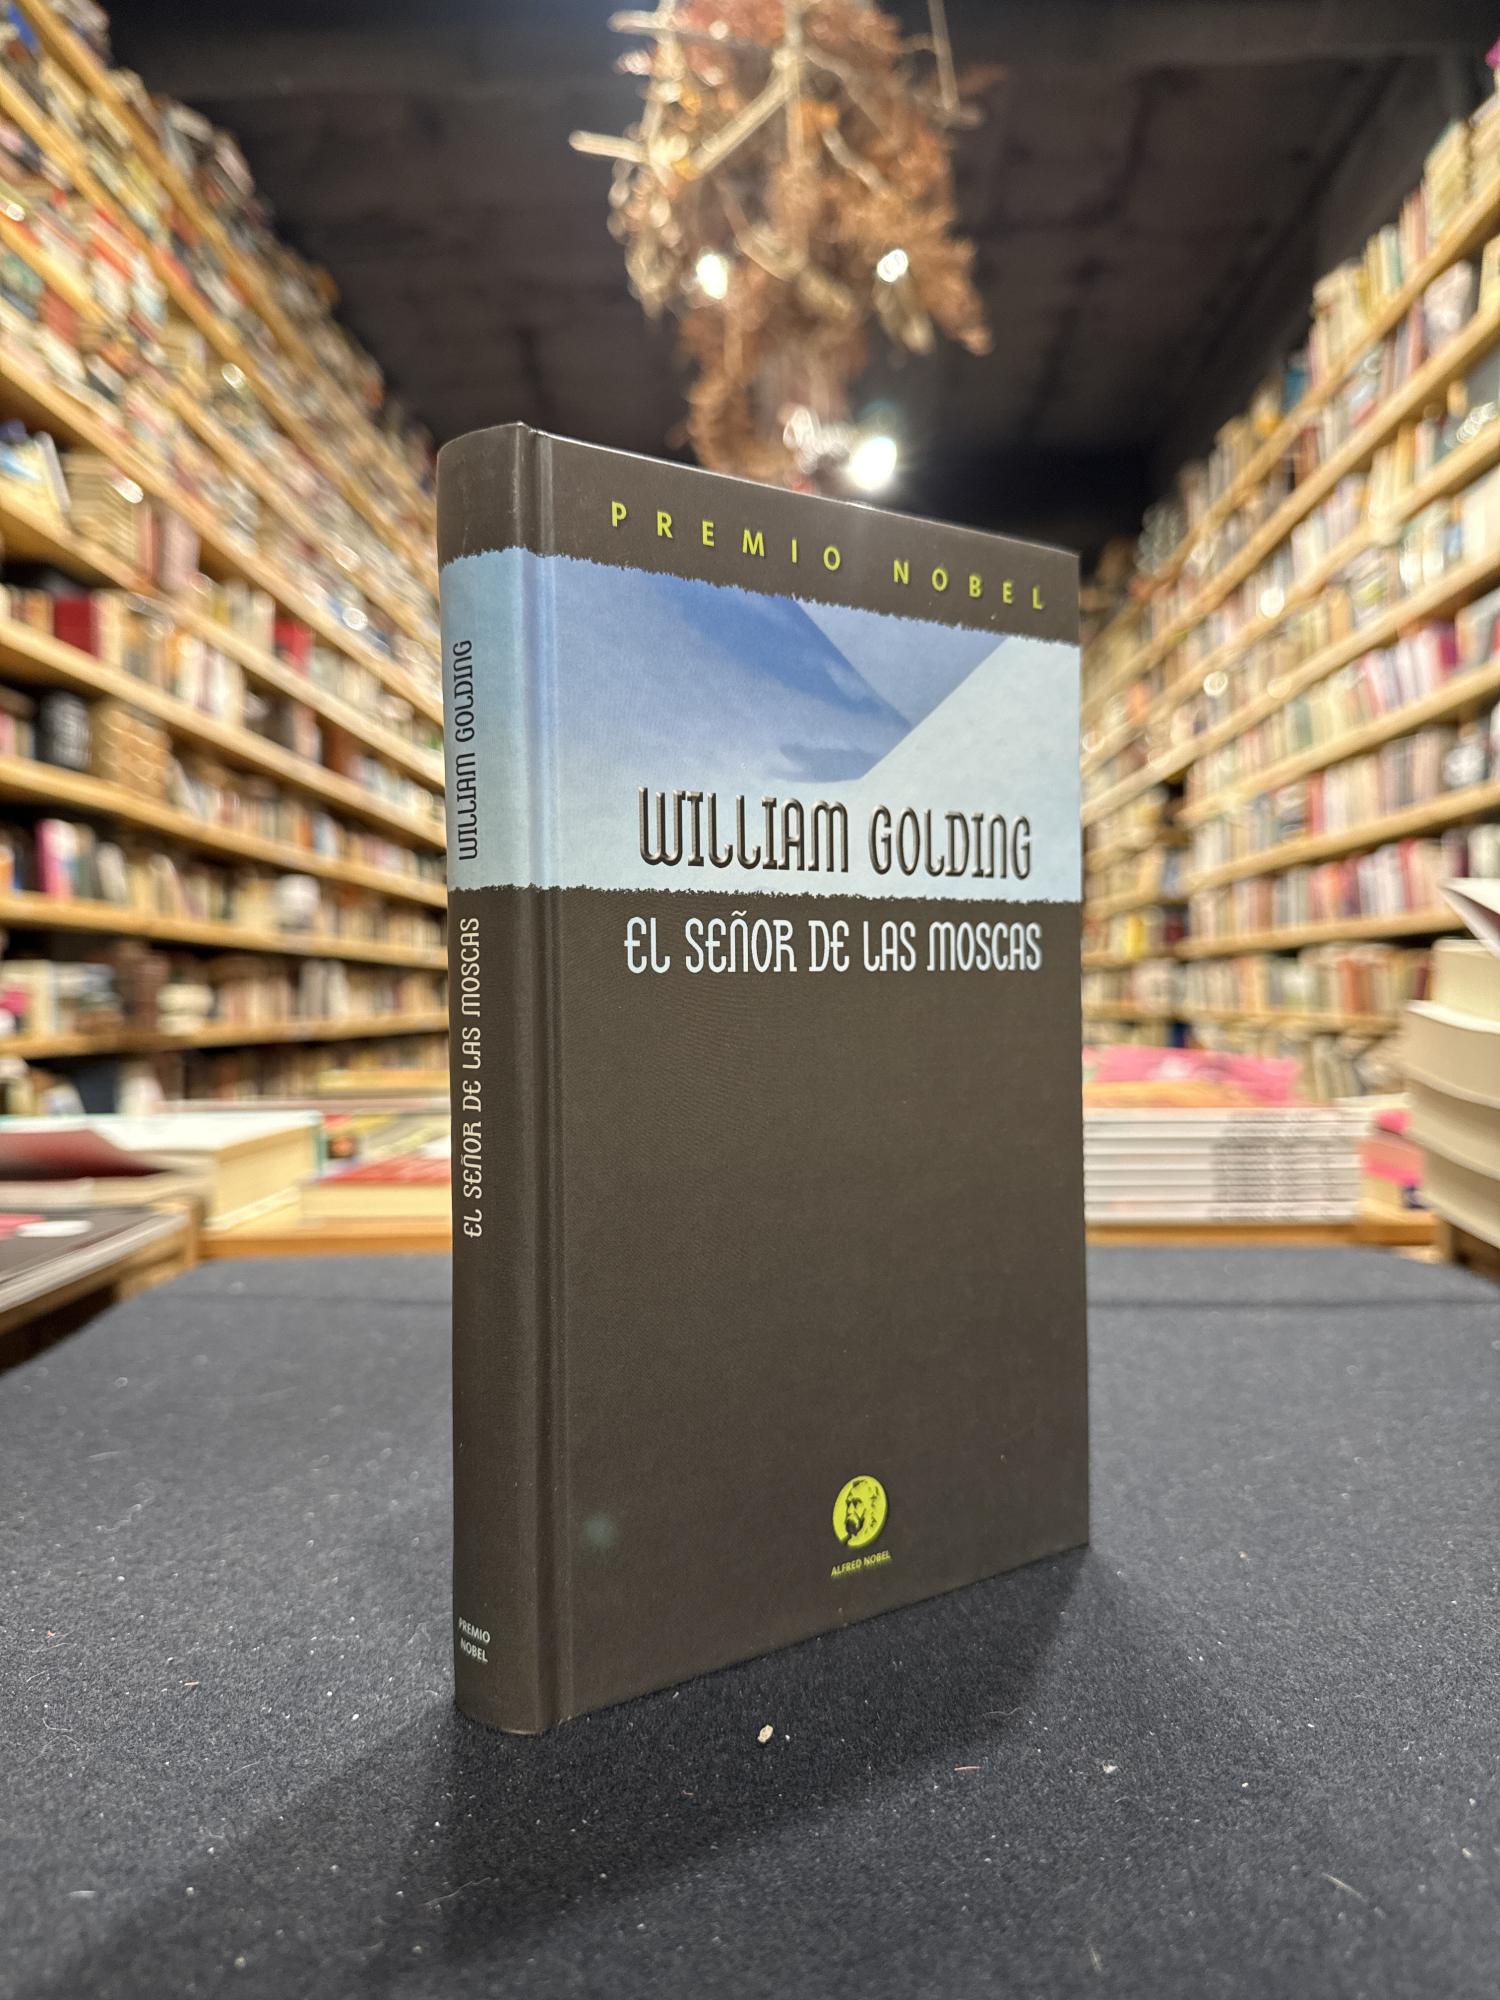 PREMIO NOBEL
WILLIAM GOLDING
EL SEÑOR DE LAS MOSCAS
ALFRED NOBEL
WILLIAM GOLDING
EL SEÑOR DE LAS MOSCAS
PREMIO
NOBEL